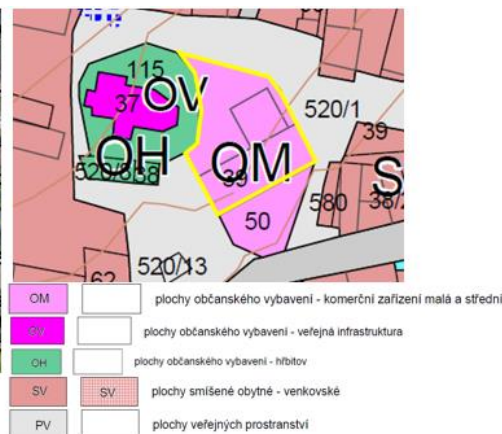 115
37
OV
520/1
39
OH
OM
S
39
50
580
38/2
520/13
62
OM plochy občanského vybavení - komerční zařízení malá a střední
OV plochy občanského vybavení - veřejná infrastruktura
OH plochy občanského vybavení - hřbitov
SV SV plochy smíšené obytné - venkovské
PV plochy veřejných prostranství